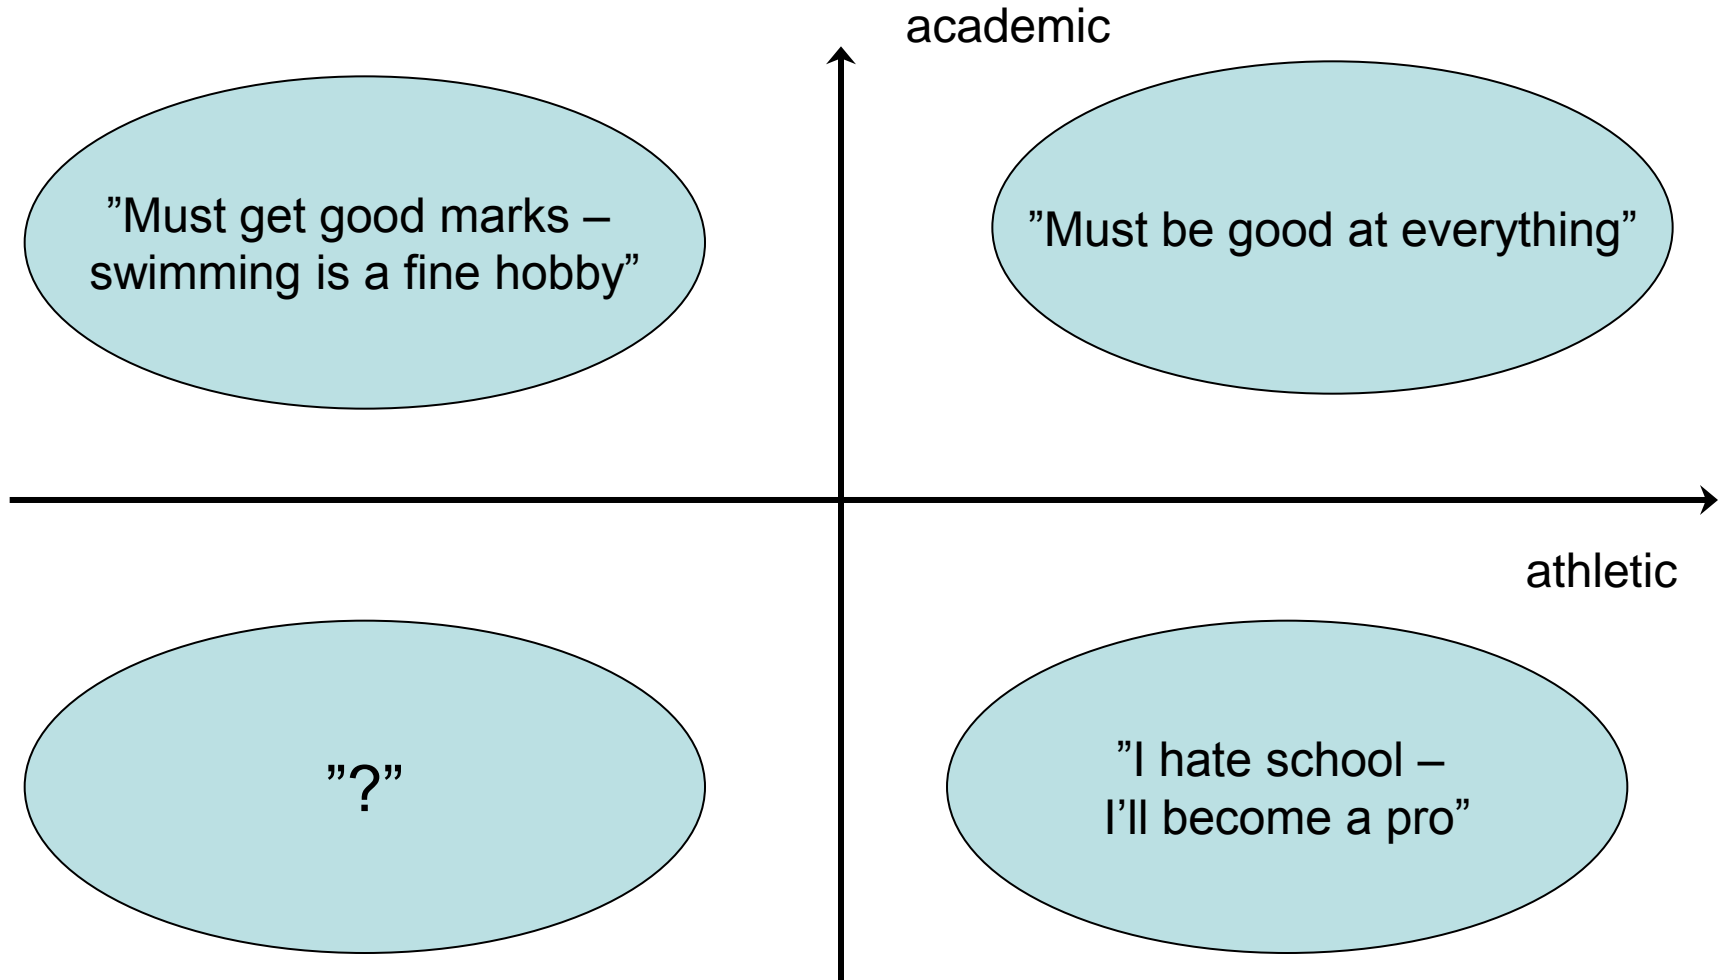 academic
”Must get good marks –
swimming is a fine hobby”
”Must be good at everything”
athletic
”?”
”I hate school –
I’ll become a pro”